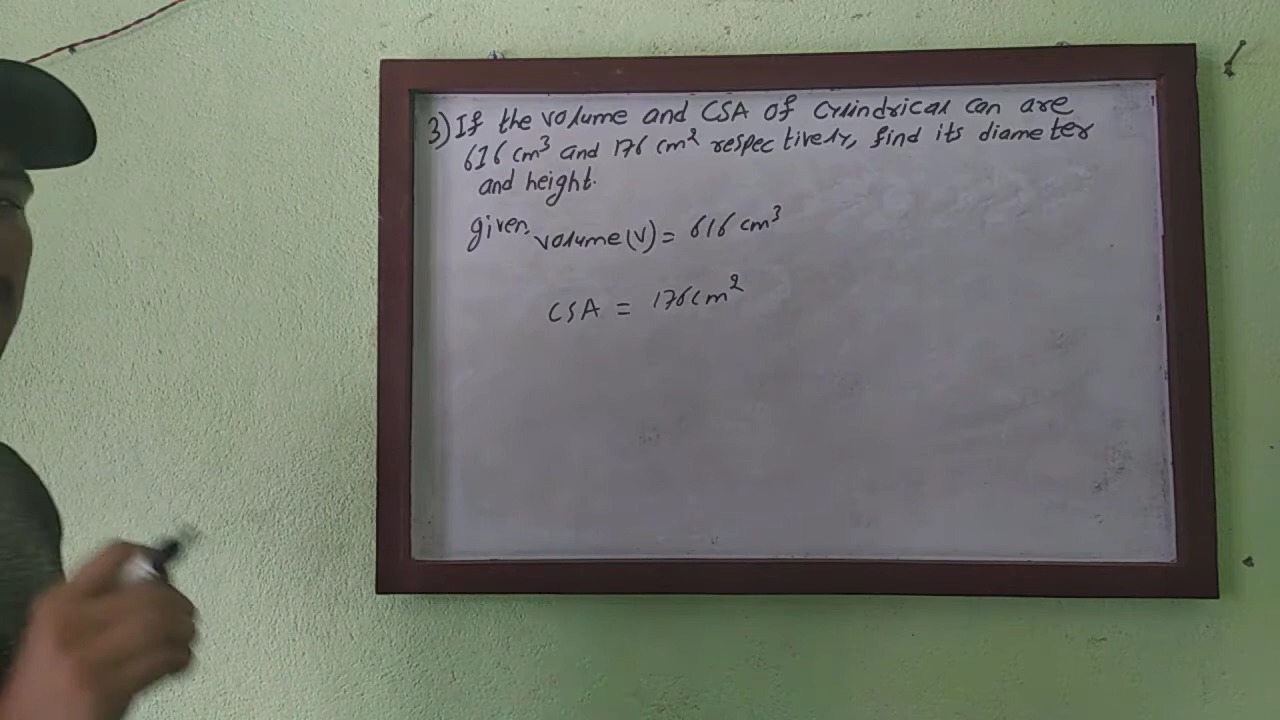 3) If the volume and CSA of Cylindrical can are
616 cm³ and 176 cm² respectively, find its diameter
and height.
given,
volume (v) = 616 cm³
CSA = 176 cm²